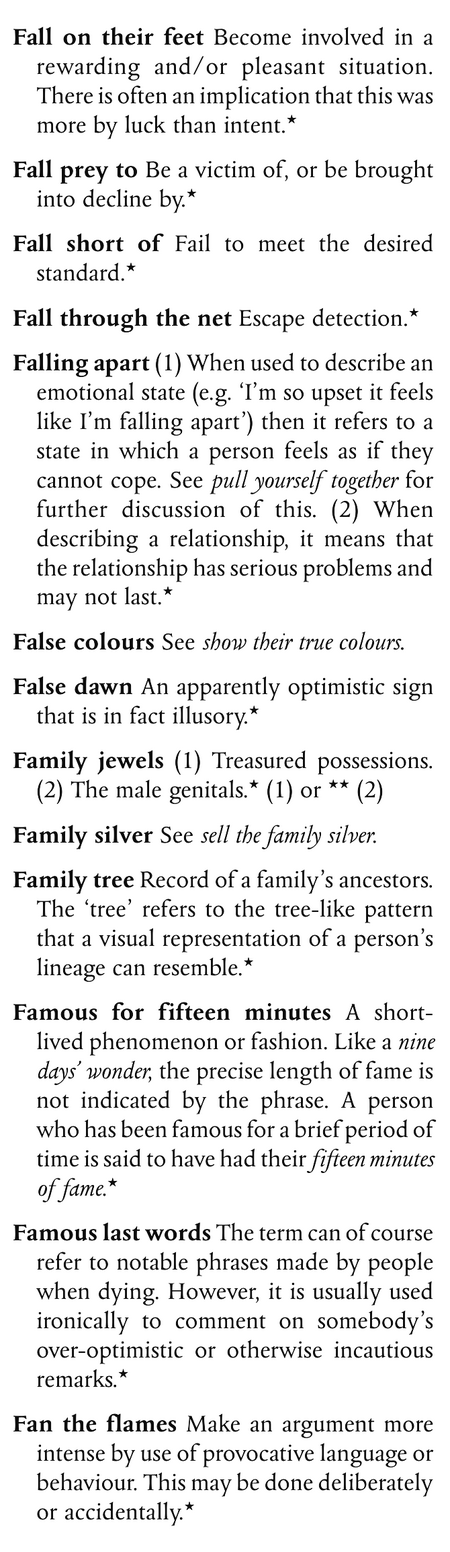 Fall on their feet Become involved in a
rewarding and/or pleasant situation.
There is often an implication that this was
more by luck than intent.★
Fall prey to Be a victim of, or be brought
into decline by.★
Fall short of Fail to meet the desired
standard.★
Fall through the net Escape detection.★
Falling apart (1) When used to describe an
emotional state (e.g. ‘I’m so upset it feels
like I’m falling apart’) then it refers to a
state in which a person feels as if they
cannot cope. See pull yourself together for
further discussion of this. (2) When
describing a relationship, it means that
the relationship has serious problems and
may not last.★
False colours See show their true colours.
False dawn An apparently optimistic sign
that is in fact illusory.★
Family jewels (1) Treasured possessions.
(2) The male genitals.★ (1) or ★★ (2)
Family silver See sell the family silver.
Family tree Record of a family’s ancestors.
The ‘tree’ refers to the tree-like pattern
that a visual representation of a person’s
lineage can resemble.★
Famous for fifteen minutes A short-
lived phenomenon or fashion. Like a nine
days’ wonder, the precise length of fame is
not indicated by the phrase. A person
who has been famous for a brief period of
time is said to have had their fifteen minutes
of fame.★
Famous last words The term can of course
refer to notable phrases made by people
when dying. However, it is usually used
ironically to comment on somebody’s
over-optimistic or otherwise incautious
remarks.★
Fan the flames Make an argument more
intense by use of provocative language or
behaviour. This may be done deliberately
or accidentally.★